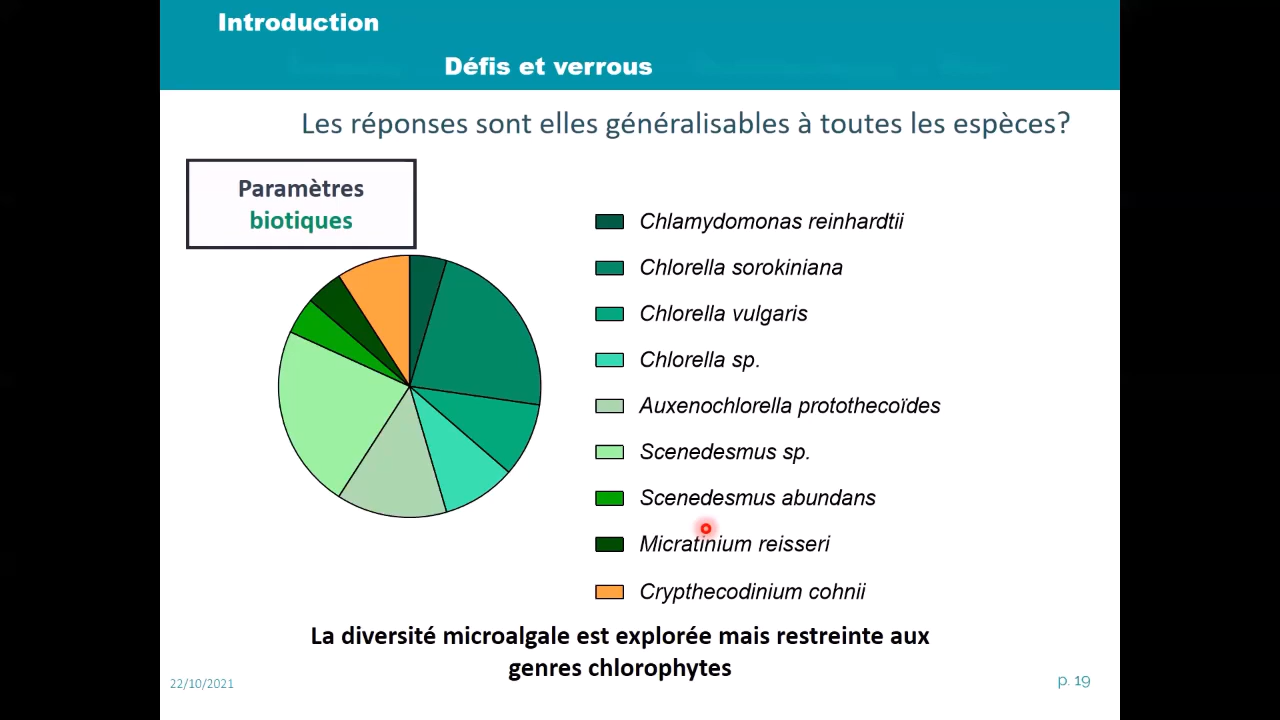 Introduction
Défis et verrous
Les réponses sont elles généralisables à toutes les espèces?
Paramètres
biotiques
Chlamydomonas reinhardtii
Chlorella sorokiniana
Chlorella vulgaris
Chlorella sp.
Auxenochlorella protothecoïdes
Scenedesmus sp.
Scenedesmus abundans
Micratinium reisseri
Crypthecodinium cohnii
La diversité microalgale est explorée mais restreinte aux
genres chlorophytes
22/10/2021
p. 19